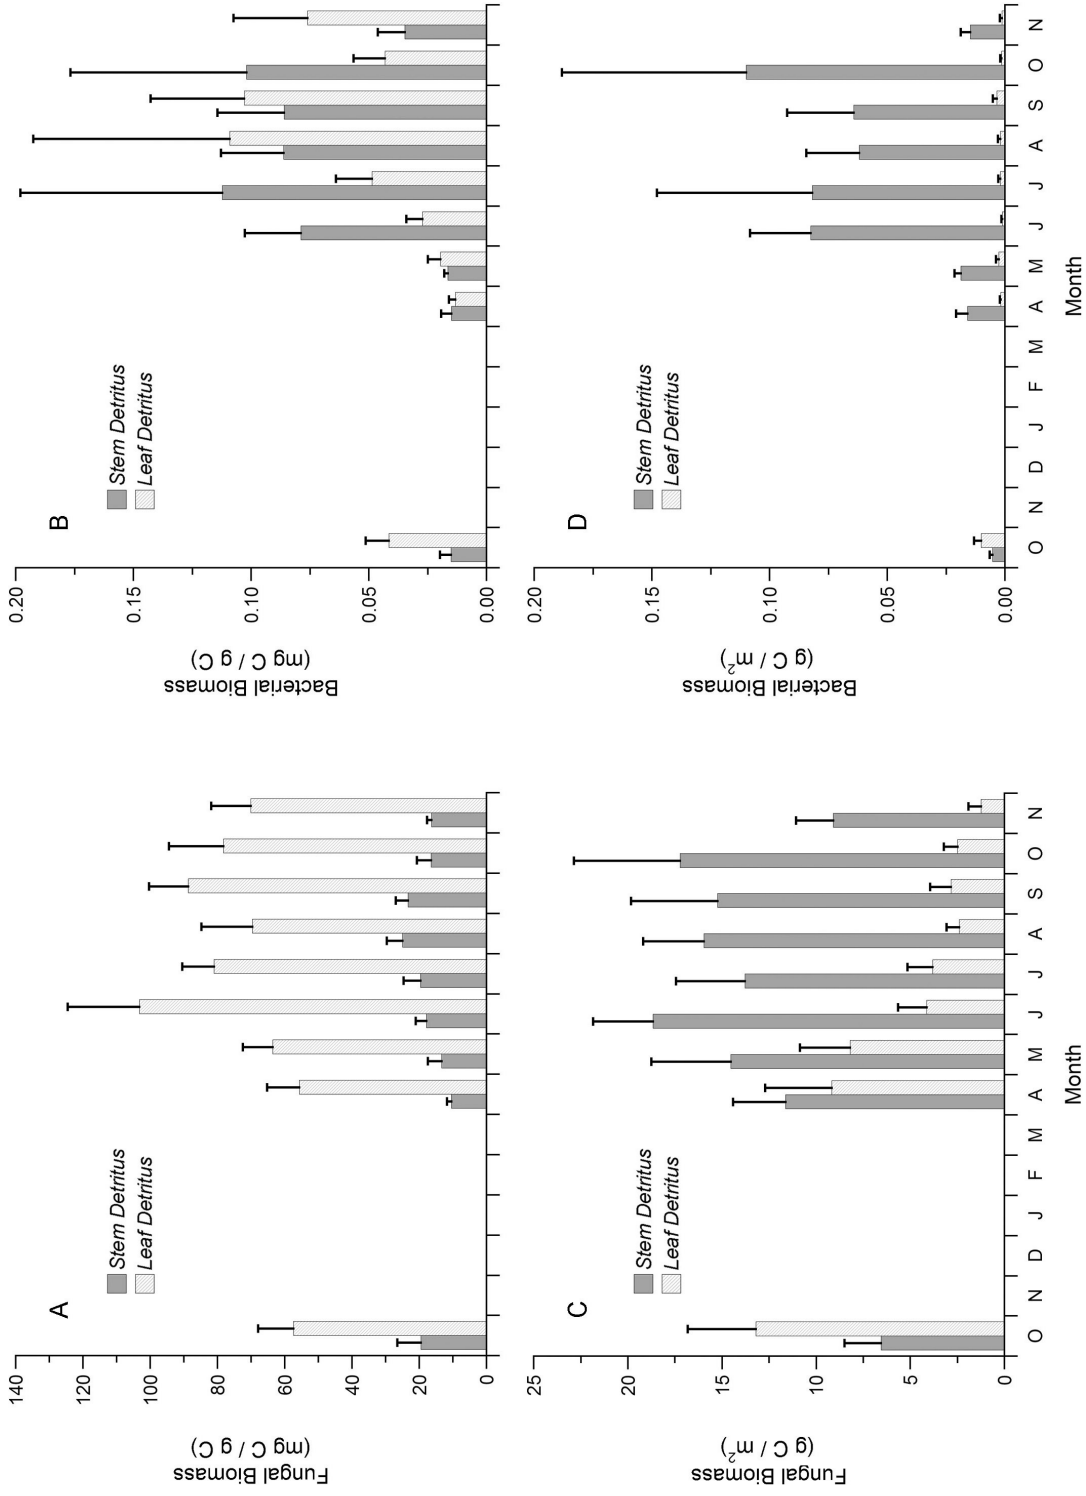 A
Stem Detritus
Leaf Detritus
Fungal Biomass
(mg C / g C)
140
120
100
80
60
40
20
0
B
Stem Detritus
Leaf Detritus
Bacterial Biomass
(mg C / g C)
0.20
0.15
0.10
0.05
0.00
C
Stem Detritus
Leaf Detritus
Fungal Biomass
(g C / m²)
25
20
15
10
5
0
O N D J F M A M J J A S O N
Month
D
Stem Detritus
Leaf Detritus
Bacterial Biomass
(g C / m²)
0.20
0.15
0.10
0.05
0.00
O N D J F M A M J J A S O N
Month